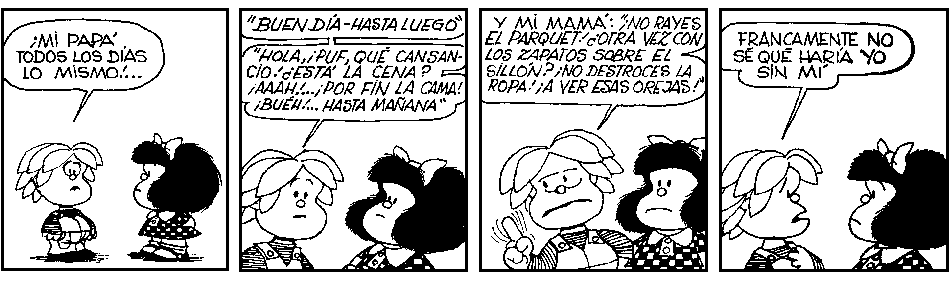 ¡MI PAPÁ
TODOS LOS DÍAS
LO MISMO!...
"BUEN DÍA-HASTA LUEGO"
"HOLA, ¡PUF, QUÉ CANSAN-
CIO! ¿ESTÁ LA CENA?
¡AAAH!... ¡POR FIN LA CAMA!
¡BUÉH!... HASTA MAÑANA"
Y MI MAMÁ: "¡NO RAYES
EL PARQUET! ¿OTRA VEZ CON
LOS ZAPATOS SOBRE EL
SILLÓN? ¡NO DESTROCES LA
ROPA! ¡A VER ESAS OREJAS!"
FRANCAMENTE NO
SÉ QUÉ HARÍA YO
SIN MÍ